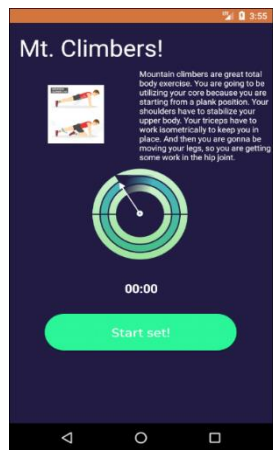 3:55
Mt. Climbers!
Mountain climbers are great total
body exercise. You are going to be
utilizing your core because you are
starting from a plank position. Your
shoulders have to stabilize your
upper body. Your triceps have to
work isometrically to keep you in
place. And then you are gonna be
moving your legs, so you are getting
some work in the hip joint.
00:00
Start set!